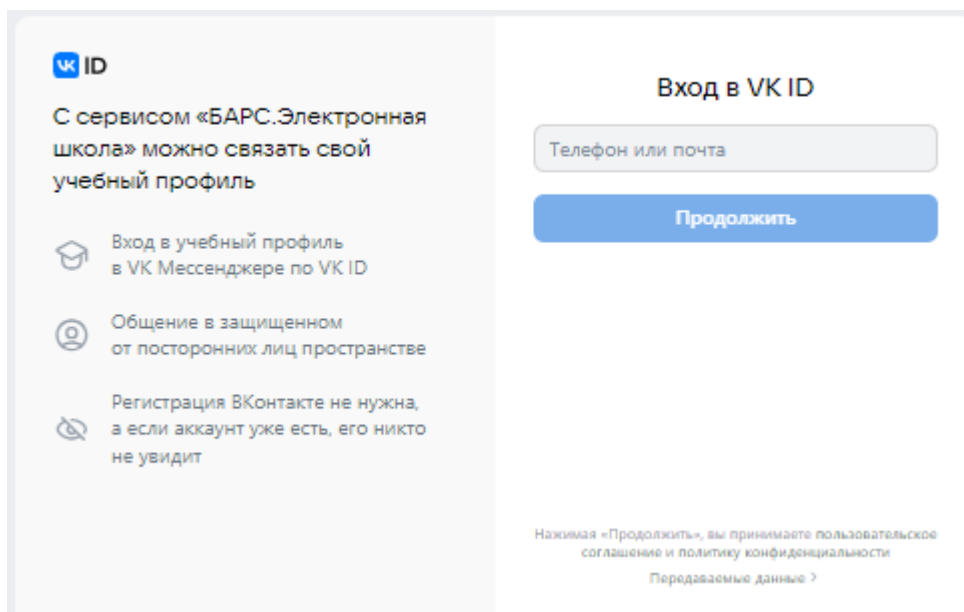 VK ID
С сервисом «БАРС.Электронная
школа» можно связать свой
учебный профиль
Вход в учебный профиль
в VK Мессенджере по VK ID
Общение в защищенном
от посторонних лиц пространстве
Регистрация ВКонтакте не нужна,
а если аккаунт уже есть, его никто
не увидит
Вход в VK ID
Телефон или почта
Продолжить
Нажимая «Продолжить», вы принимаете пользовательское
соглашение и политику конфиденциальности
Передаваемые данные >